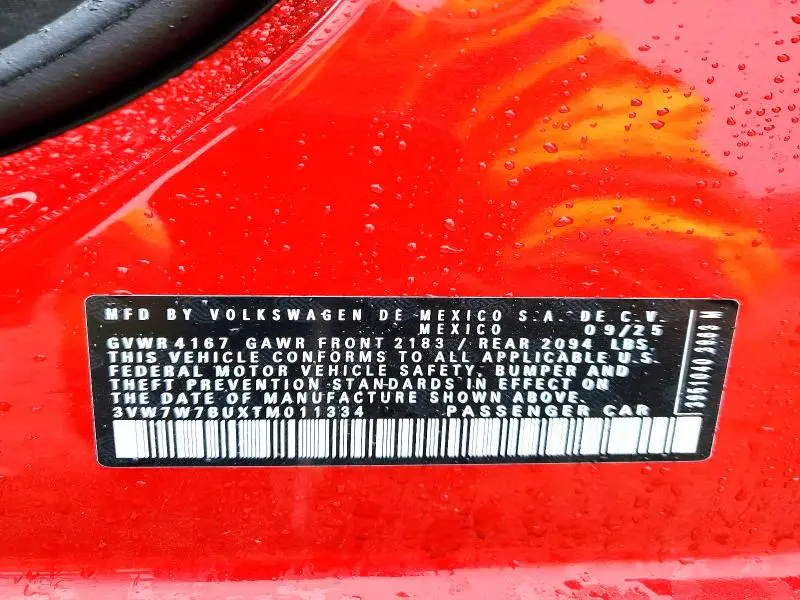 MFD BY VOLKSWAGEN DE MEXICO S.A. DE C.V.
MEXICO 09/25
GVWR 4167 GAWR FRONT 2183 / REAR 2094 LBS.
THIS VEHICLE CONFORMS TO ALL APPLICABLE U.S.
FEDERAL MOTOR VEHICLE SAFETY, BUMPER AND
THEFT PREVENTION STANDARDS IN EFFECT ON
THE DATE OF MANUFACTURE SHOWN ABOVE.
3VW7W7BUXTM011334 PASSENGER CAR